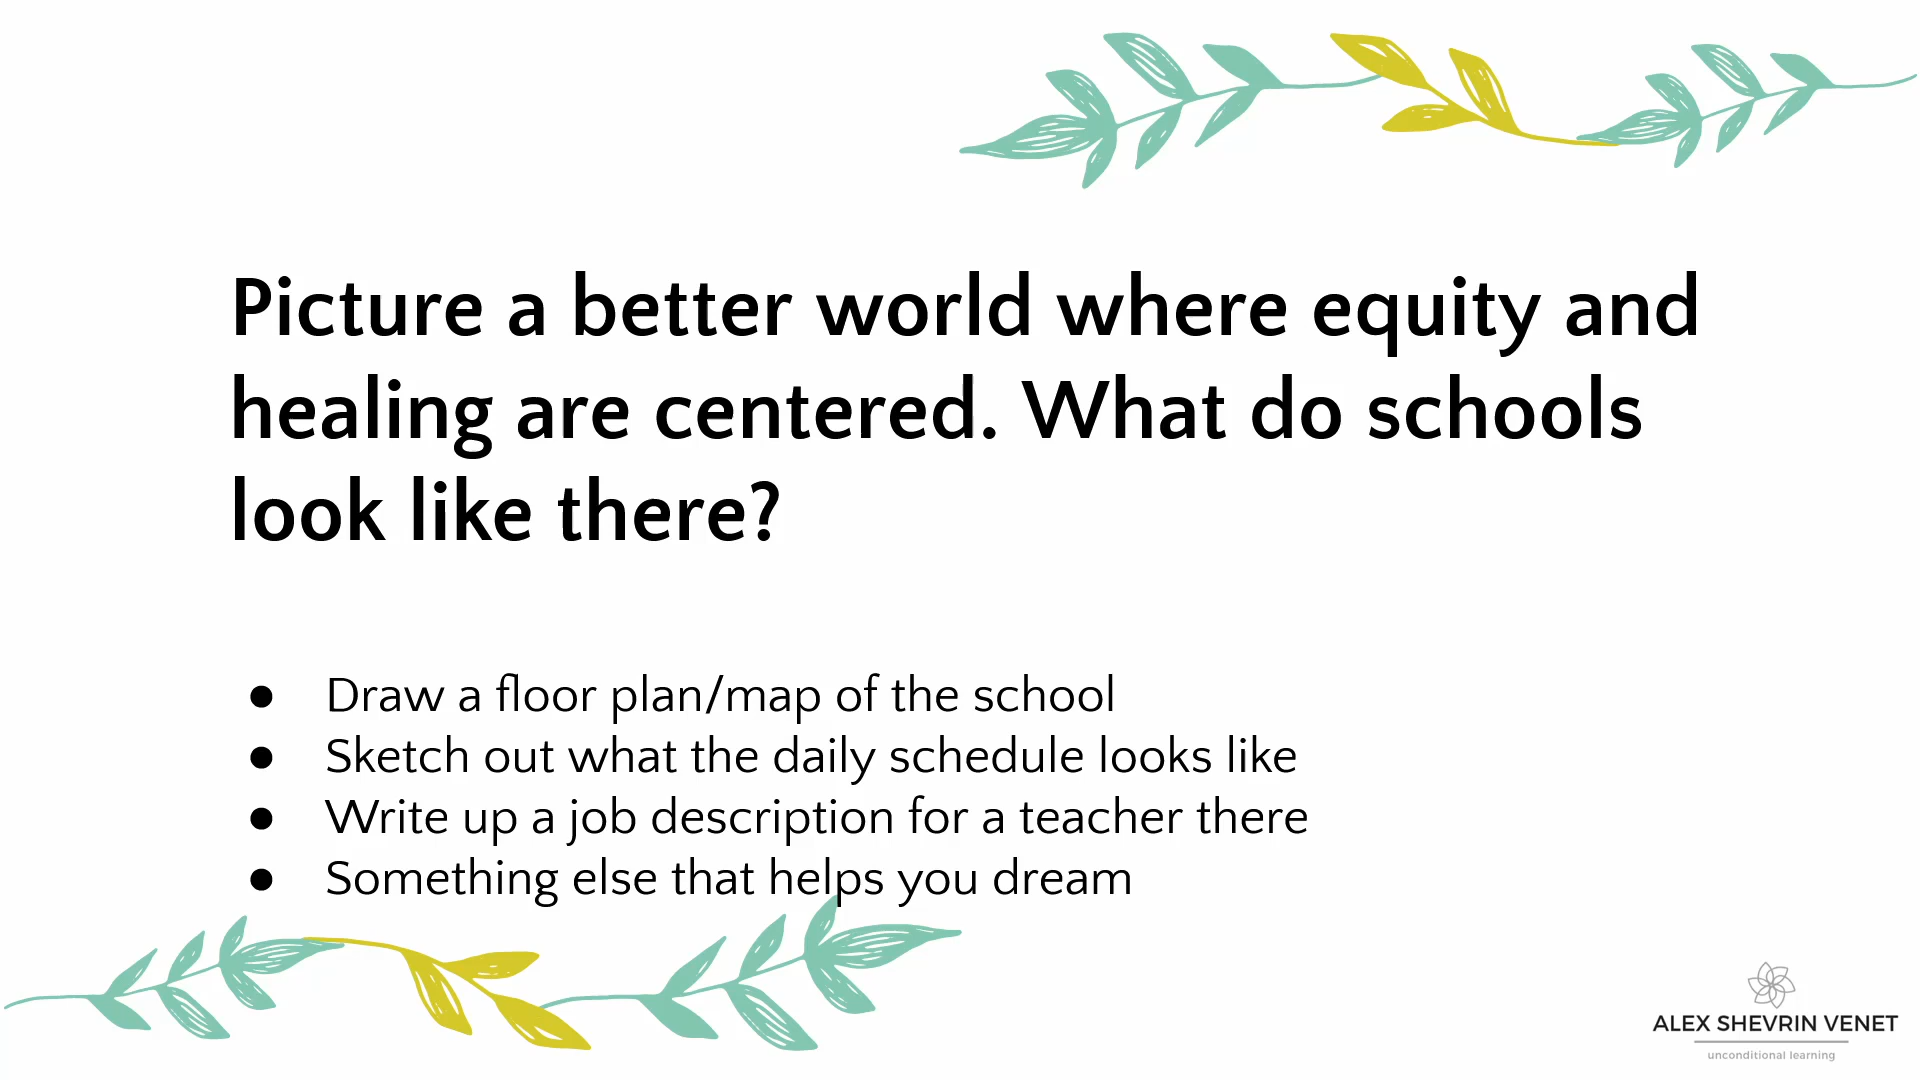 Picture a better world where equity and
healing are centered. What do schools
look like there?
● Draw a floor plan/map of the school
● Sketch out what the daily schedule looks like
● Write up a job description for a teacher there
● Something else that helps you dream
ALEX SHEVRIN VENET
unconditional learning